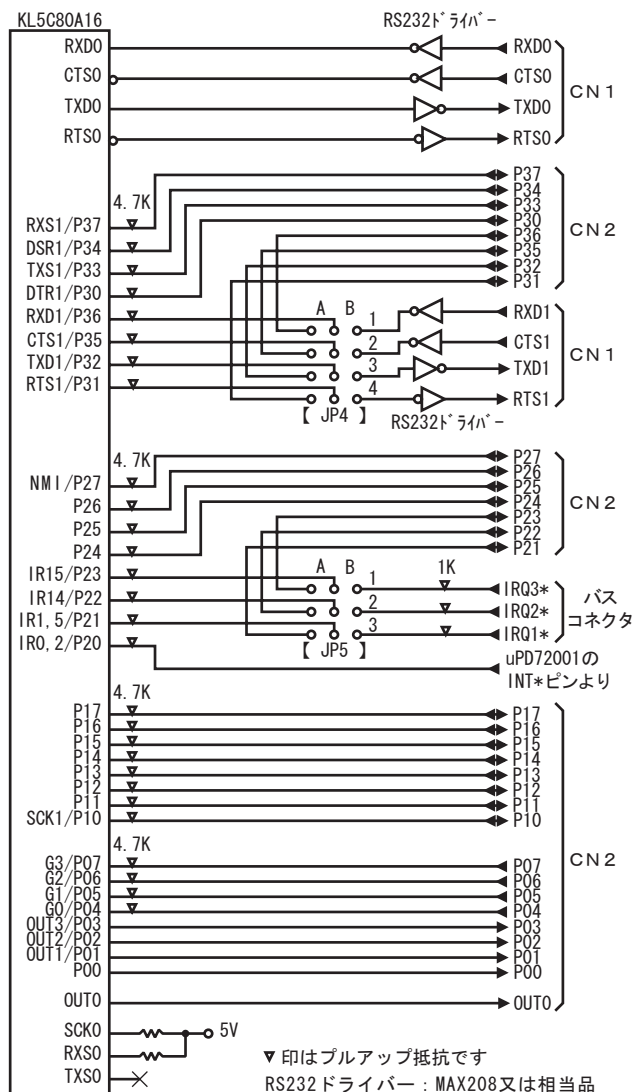 KL5C80A16
RS232ﾄﾞﾗｲﾊﾞｰ
RXD0 RXD0
CTS0 CTS0
TXD0 TXD0
RTS0 RTS0
CN1
4.7K
P37
P34
P33
P30
P36
P35
P32
P31
CN2
RXS1/P37
DSR1/P34
TXS1/P33
DTR1/P30
RXD1/P36
CTS1/P35
TXD1/P32
RTS1/P31
A B
1 RXD1
2 CTS1
3 TXD1
4 RTS1
CN1
【 JP4 】
RS232ﾄﾞﾗｲﾊﾞｰ
4.7K
P27
P26
P25
P24
P23
P22
P21
CN2
NMI/P27
P26
P25
P24
IR15/P23
IR14/P22
IR1,5/P21
IR0,2/P20
A B 1K
1 IRQ3*
2 IRQ2*
3 IRQ1*
バス
コネクタ
【 JP5 】
uPD72001の
INT*ピンより
4.7K
P17 P17
P16 P16
P15 P15
P14 P14
P13 P13
P12 P12
P11 P11
SCK1/P10 P10
4.7K
G3/P07 P07
G2/P06 P06
G1/P05 P05
G0/P04 P04
OUT3/P03 P03
OUT2/P02 P02
OUT1/P01 P01
P00 P00
OUT0 OUT0
CN2
SCK0 5V
RXS0
TXS0
印はプルアップ抵抗です
RS232ドライバー：MAX208又は相当品